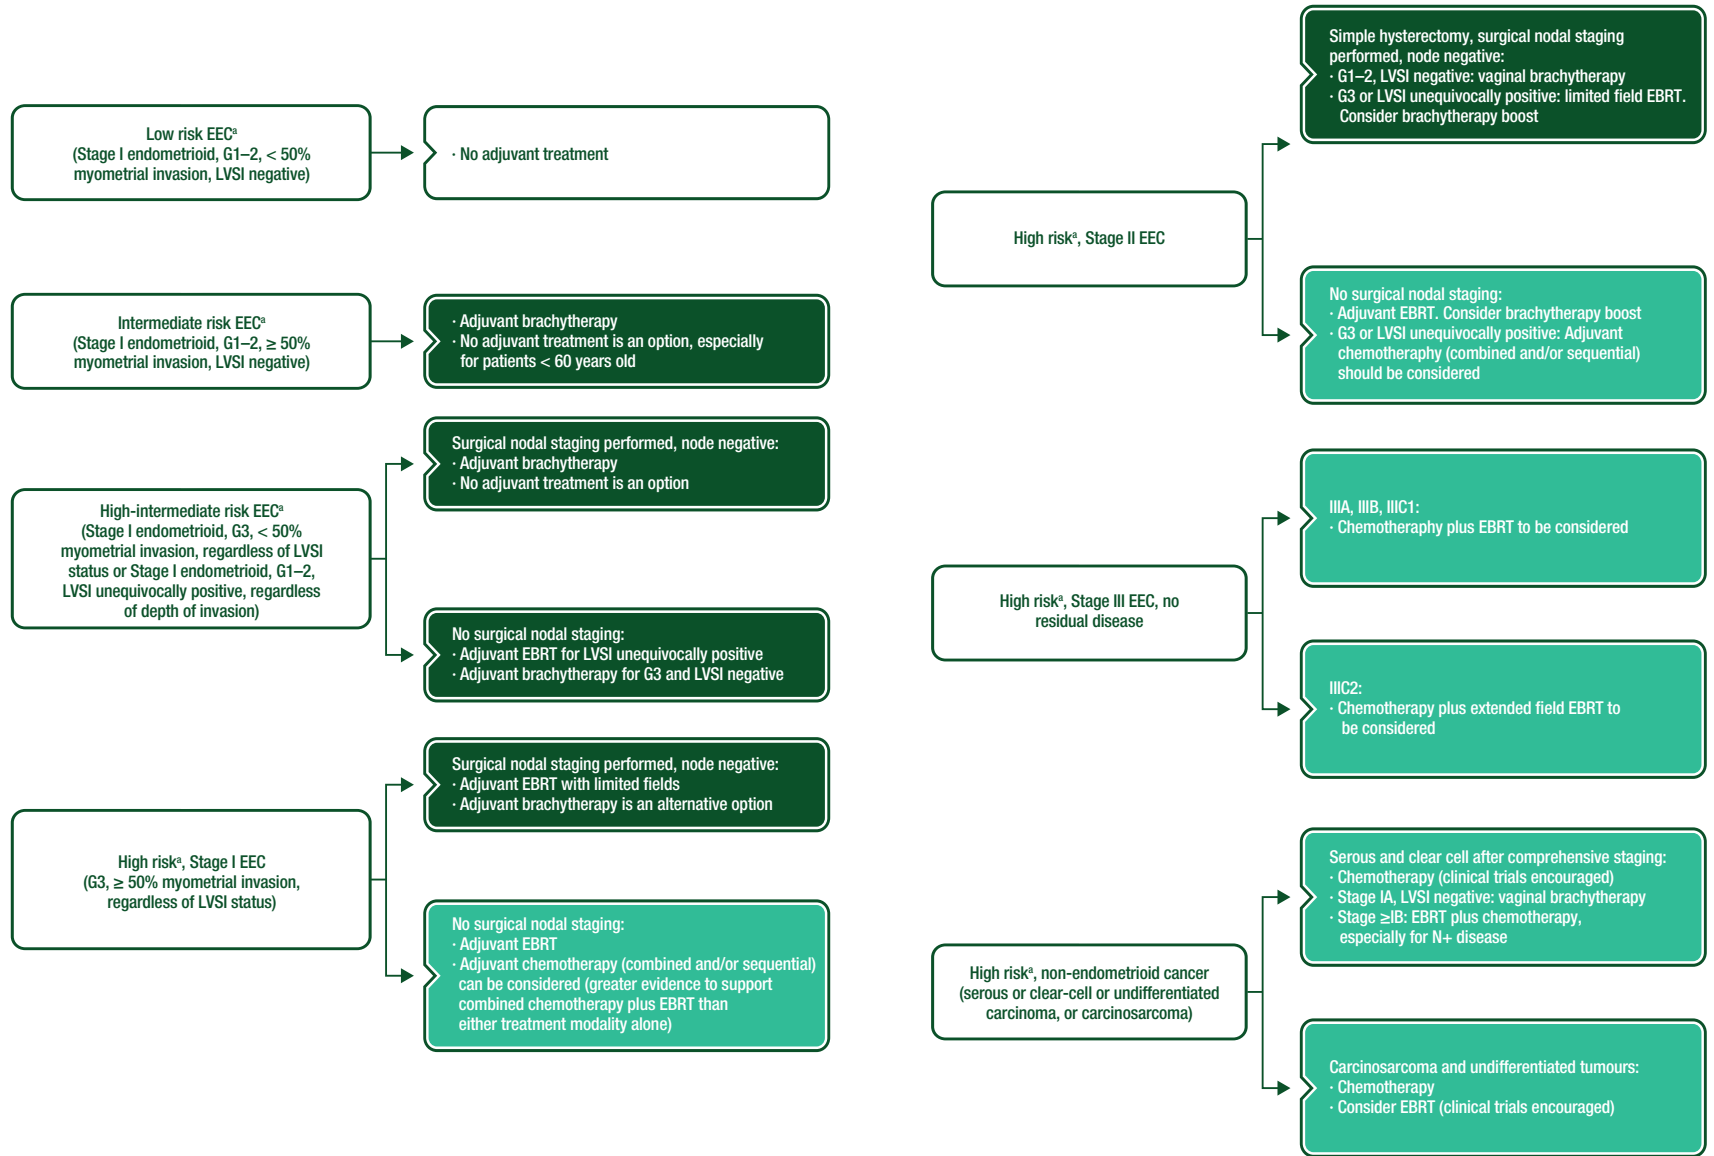 Low risk EECᵃ
(Stage I endometrioid, G1–2, < 50%
myometrial invasion, LVSI negative)
· No adjuvant treatment
Intermediate risk EECᵃ
(Stage I endometrioid, G1–2, ≥ 50%
myometrial invasion, LVSI negative)
· Adjuvant brachytherapy
· No adjuvant treatment is an option, especially
for patients < 60 years old
High-intermediate risk EECᵃ
(Stage I endometrioid, G3, < 50%
myometrial invasion, regardless of LVSI
status or Stage I endometrioid, G1–2,
LVSI unequivocally positive, regardless
of depth of invasion)
Surgical nodal staging performed, node negative:
· Adjuvant brachytherapy
· No adjuvant treatment is an option
No surgical nodal staging:
· Adjuvant EBRT for LVSI unequivocally positive
· Adjuvant brachytherapy for G3 and LVSI negative
High riskᵃ, Stage I EEC
(G3, ≥ 50% myometrial invasion,
regardless of LVSI status)
Surgical nodal staging performed, node negative:
· Adjuvant EBRT with limited fields
· Adjuvant brachytherapy is an alternative option
No surgical nodal staging:
· Adjuvant EBRT
· Adjuvant chemotherapy (combined and/or sequential)
can be considered (greater evidence to support
combined chemotherapy plus EBRT than
either treatment modality alone)
High riskᵃ, Stage II EEC
Simple hysterectomy, surgical nodal staging
performed, node negative:
· G1–2, LVSI negative: vaginal brachytherapy
· G3 or LVSI unequivocally positive: limited field EBRT.
Consider brachytherapy boost
No surgical nodal staging:
· Adjuvant EBRT. Consider brachytherapy boost
· G3 or LVSI unequivocally positive: Adjuvant
chemotheraphy (combined and/or sequential)
should be considered
High riskᵃ, Stage III EEC, no
residual disease
IIIA, IIIB, IIIC1:
· Chemotheraphy plus EBRT to be considered
IIIC2:
· Chemotherapy plus extended field EBRT to
be considered
High riskᵃ, non-endometrioid cancer
(serous or clear-cell or undifferentiated
carcinoma, or carcinosarcoma)
Serous and clear cell after comprehensive staging:
· Chemotherapy (clinical trials encouraged)
· Stage IA, LVSI negative: vaginal brachytherapy
· Stage ≥IB: EBRT plus chemotherapy,
especially for N+ disease
Carcinosarcoma and undifferentiated tumours:
· Chemotherapy
· Consider EBRT (clinical trials encouraged)